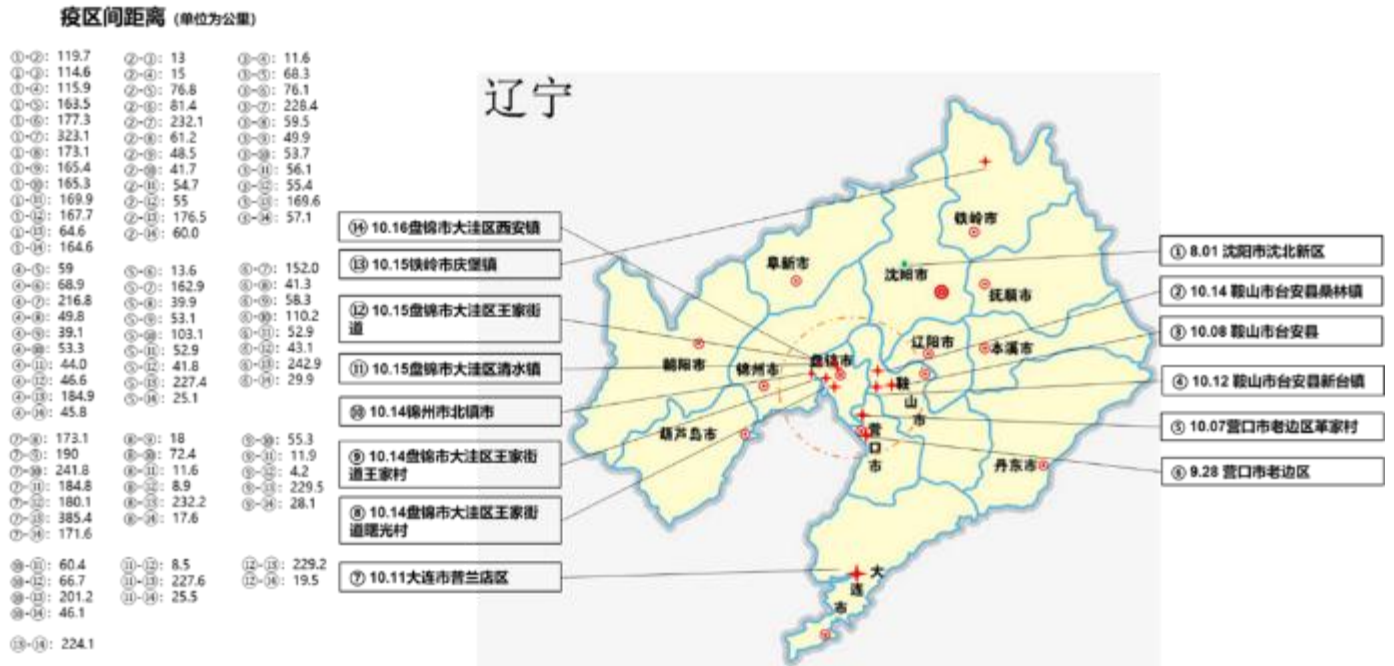 疫区间距离 (单位为公里)
①-②: 119.7
①-③: 114.6
①-④: 115.9
①-⑤: 163.5
①-⑥: 177.3
①-⑦: 323.1
①-⑧: 173.1
①-⑨: 165.4
①-⑩: 165.3
①-⑪: 169.9
①-⑫: 167.7
①-⑬: 64.6
①-⑭: 164.6
②-③: 13
②-④: 15
②-⑤: 76.8
②-⑥: 81.4
②-⑦: 232.1
②-⑧: 61.2
②-⑨: 48.5
②-⑩: 41.7
②-⑪: 54.7
②-⑫: 55
②-⑬: 176.5
②-⑭: 60.0
③-④: 11.6
③-⑤: 68.3
③-⑥: 76.1
③-⑦: 228.4
③-⑧: 59.5
③-⑨: 49.9
③-⑩: 53.7
③-⑪: 56.1
③-⑫: 55.4
③-⑬: 169.6
③-⑭: 57.1
④-⑤: 59
④-⑥: 68.9
④-⑦: 216.8
④-⑧: 49.8
④-⑨: 39.1
④-⑩: 53.3
④-⑪: 44.0
④-⑫: 46.6
④-⑬: 184.9
④-⑭: 45.8
⑤-⑥: 13.6
⑤-⑦: 162.9
⑤-⑧: 39.9
⑤-⑨: 53.1
⑤-⑩: 103.1
⑤-⑪: 52.9
⑤-⑫: 41.8
⑤-⑬: 227.4
⑤-⑭: 25.1
⑥-⑦: 152.0
⑥-⑧: 41.3
⑥-⑨: 58.3
⑥-⑩: 110.2
⑥-⑪: 52.9
⑥-⑫: 43.1
⑥-⑬: 242.9
⑥-⑭: 29.9
⑦-⑧: 173.1
⑦-⑨: 190
⑦-⑩: 241.8
⑦-⑪: 184.8
⑦-⑫: 180.1
⑦-⑬: 385.4
⑦-⑭: 171.6
⑧-⑨: 18
⑧-⑩: 72.4
⑧-⑪: 11.6
⑧-⑫: 8.9
⑧-⑬: 232.2
⑧-⑭: 17.6
⑨-⑩: 55.3
⑨-⑪: 11.9
⑨-⑫: 4.2
⑨-⑬: 229.5
⑨-⑭: 28.1
⑩-⑪: 60.4
⑩-⑫: 66.7
⑩-⑬: 201.2
⑩-⑭: 46.1
⑪-⑫: 8.5
⑪-⑬: 227.6
⑪-⑭: 25.5
⑫-⑬: 229.2
⑫-⑭: 19.5
⑬-⑭: 224.1
辽宁
⑭ 10.16盘锦市大洼区西安镇
⑬ 10.15铁岭市庆堡镇
⑫ 10.15盘锦市大洼区王家街
道
⑪ 10.15盘锦市大洼区清水镇
⑩ 10.14锦州市北镇市
⑨ 10.14盘锦市大洼区王家街
道王家村
⑧ 10.14盘锦市大洼区王家街
道曙光村
⑦ 10.11大连市普兰店区
铁岭市
阜新市
沈阳市
抚顺市
辽阳市
本溪市
朝阳市
锦州市
盘锦市
鞍山市
葫芦岛市
营口市
丹东市
大连市
① 8.01 沈阳市沈北新区
② 10.14 鞍山市台安县桑林镇
③ 10.08 鞍山市台安县
④ 10.12 鞍山市台安县新台镇
⑤ 10.07营口市老边区革家村
⑥ 9.28 营口市老边区